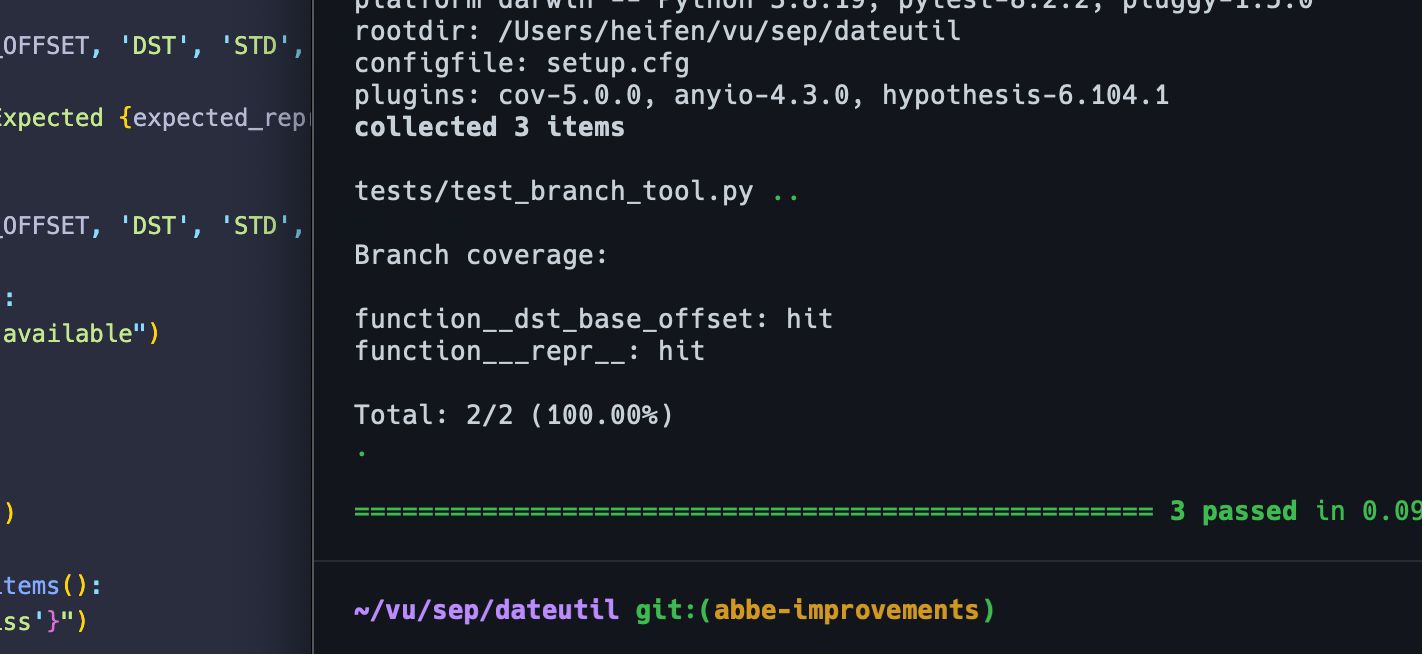 _OFFSET, 'DST', 'STD',
Expected {expected_repr
_OFFSET, 'DST', 'STD',
:
available")
)
items():
iss'}")
platform darwin -- Python 3.8.19, pytest-8.2.2, pluggy-1.5.0
rootdir: /Users/heifen/vu/sep/dateutil
configfile: setup.cfg
plugins: cov-5.0.0, anyio-4.3.0, hypothesis-6.104.1
collected 3 items
tests/test_branch_tool.py ..
Branch coverage:
function__dst_base_offset: hit
function___repr__: hit
Total: 2/2 (100.00%)
.
================================================== 3 passed in 0.09
~/vu/sep/dateutil git:(abbe-improvements)